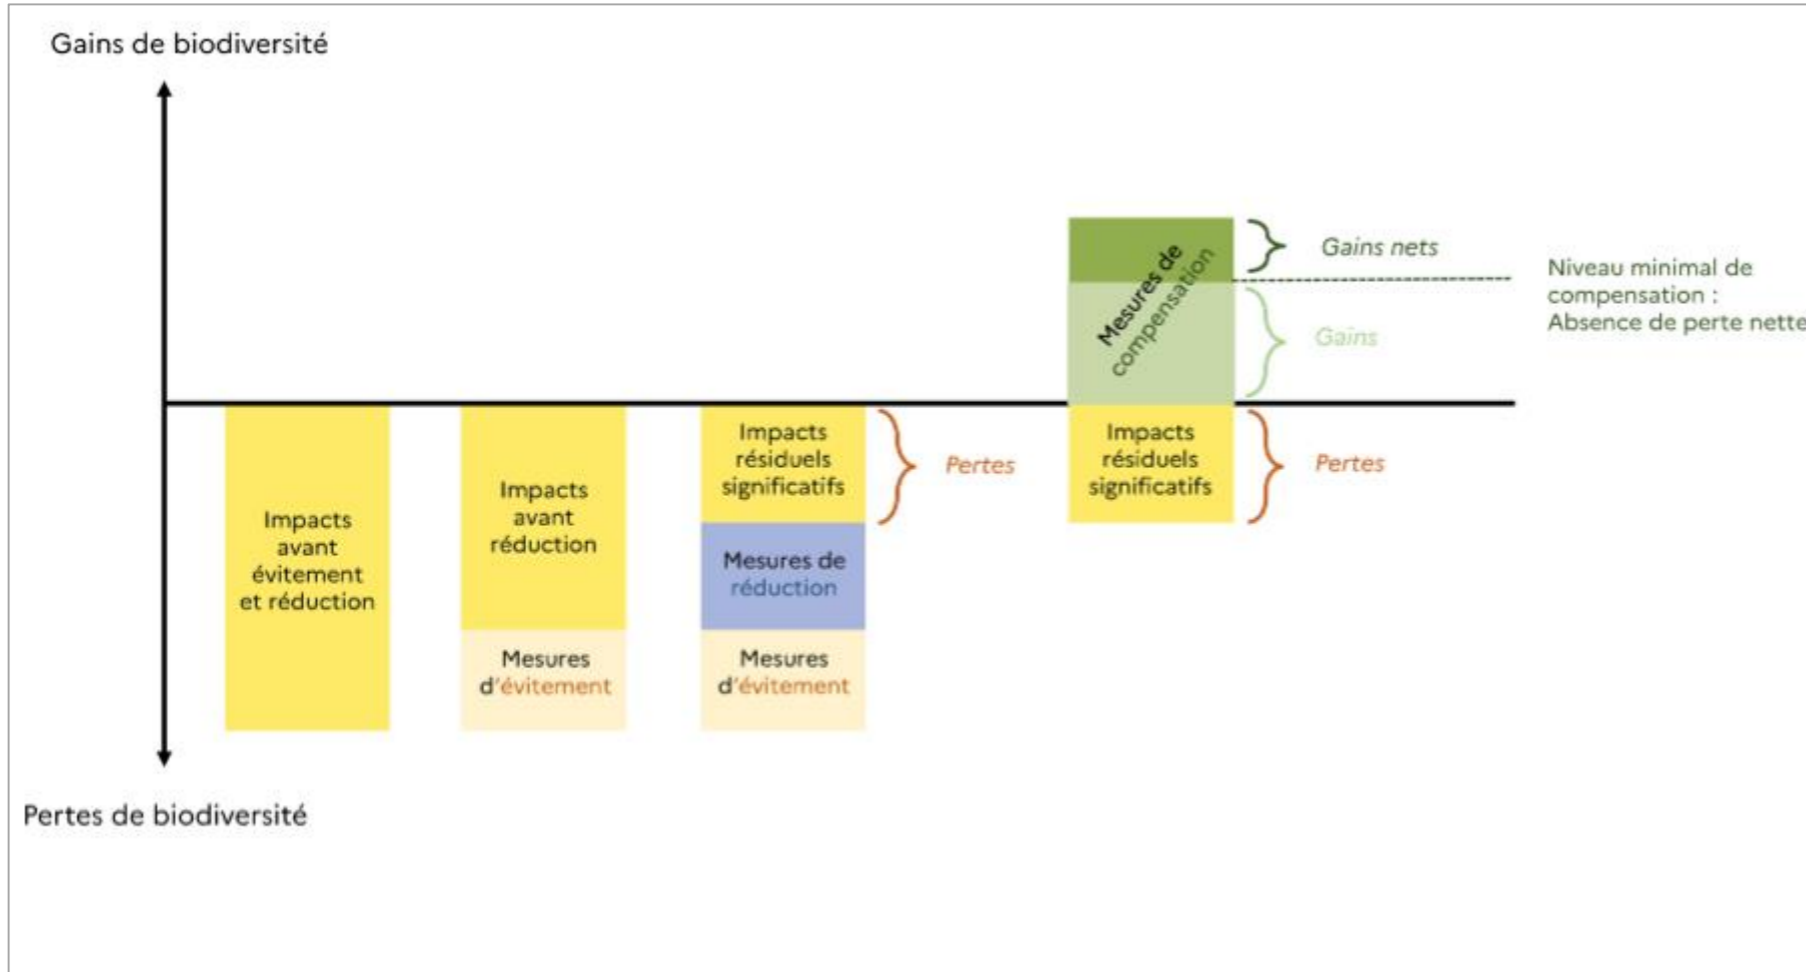 Gains de biodiversité
Impacts
avant
évitement
et réduction
Impacts
avant
réduction
Mesures
d'évitement
Impacts
résiduels
significatifs
Pertes
Mesures de
réduction
Mesures
d'évitement
Mesures de
compensation
Gains nets
Gains
Niveau minimal de
compensation :
Absence de perte nette
Impacts
résiduels
significatifs
Pertes
Pertes de biodiversité